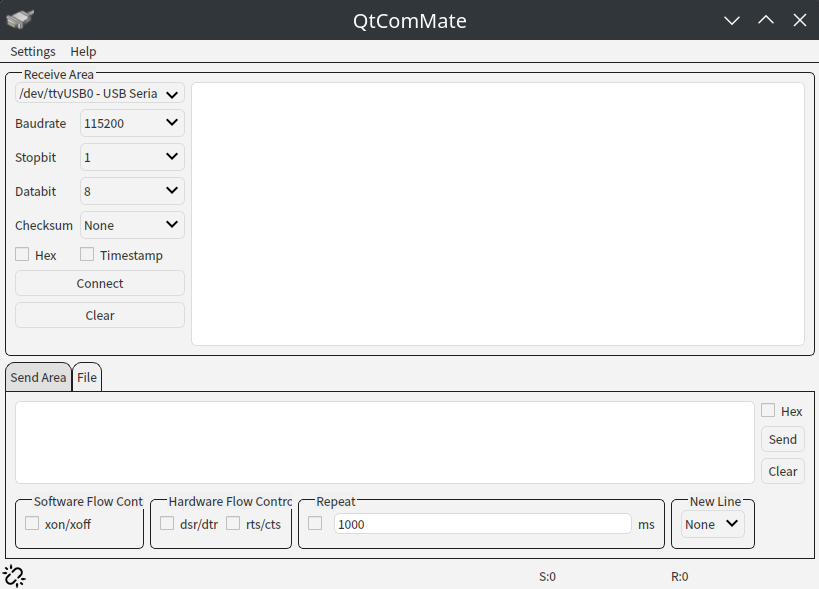 QtComMate
Settings Help
Receive Area
/dev/ttyUSB0 - USB Seria
Baudrate 115200
Stopbit 1
Databit 8
Checksum None
Hex Timestamp
Connect
Clear
Send Area File
Hex
Send
Clear
Software Flow Cont
xon/xoff
Hardware Flow Contrc
dsr/dtr rts/cts
Repeat
1000 ms
New Line
None
S:0 R:0